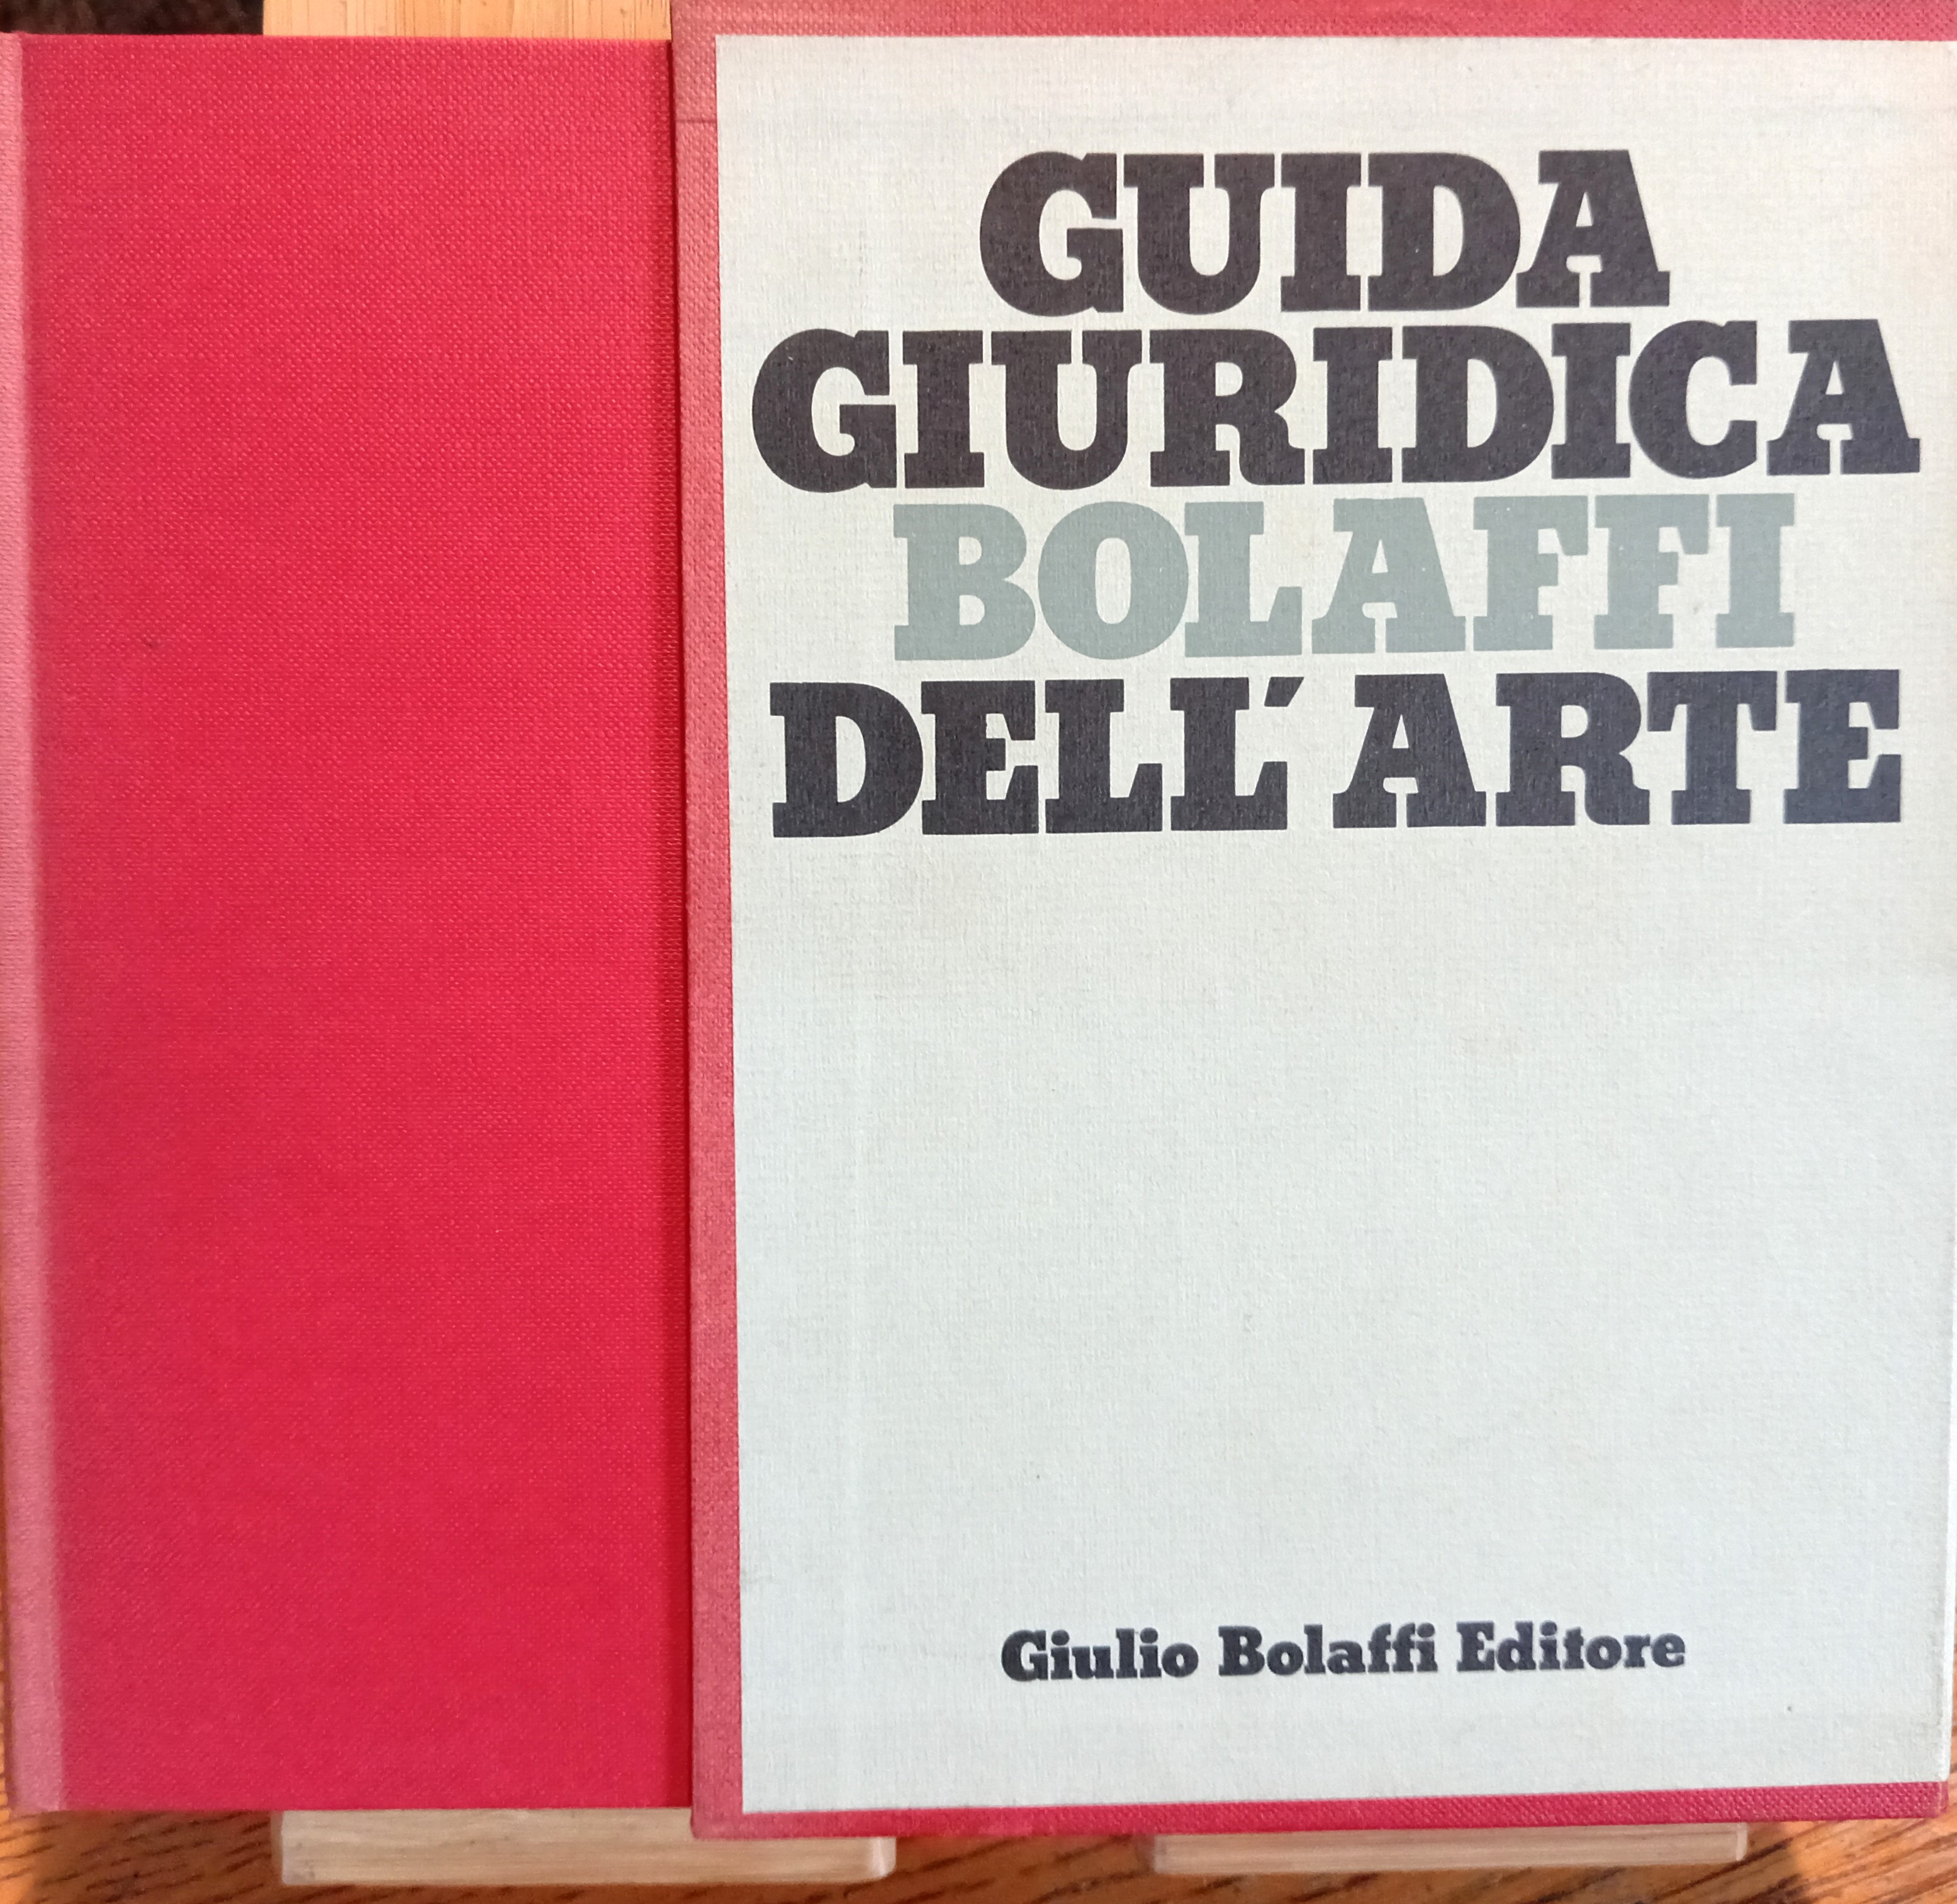 GUIDA
GIURIDICA
BOLAFFI
DELL'ARTE
Giulio Bolaffi Editore